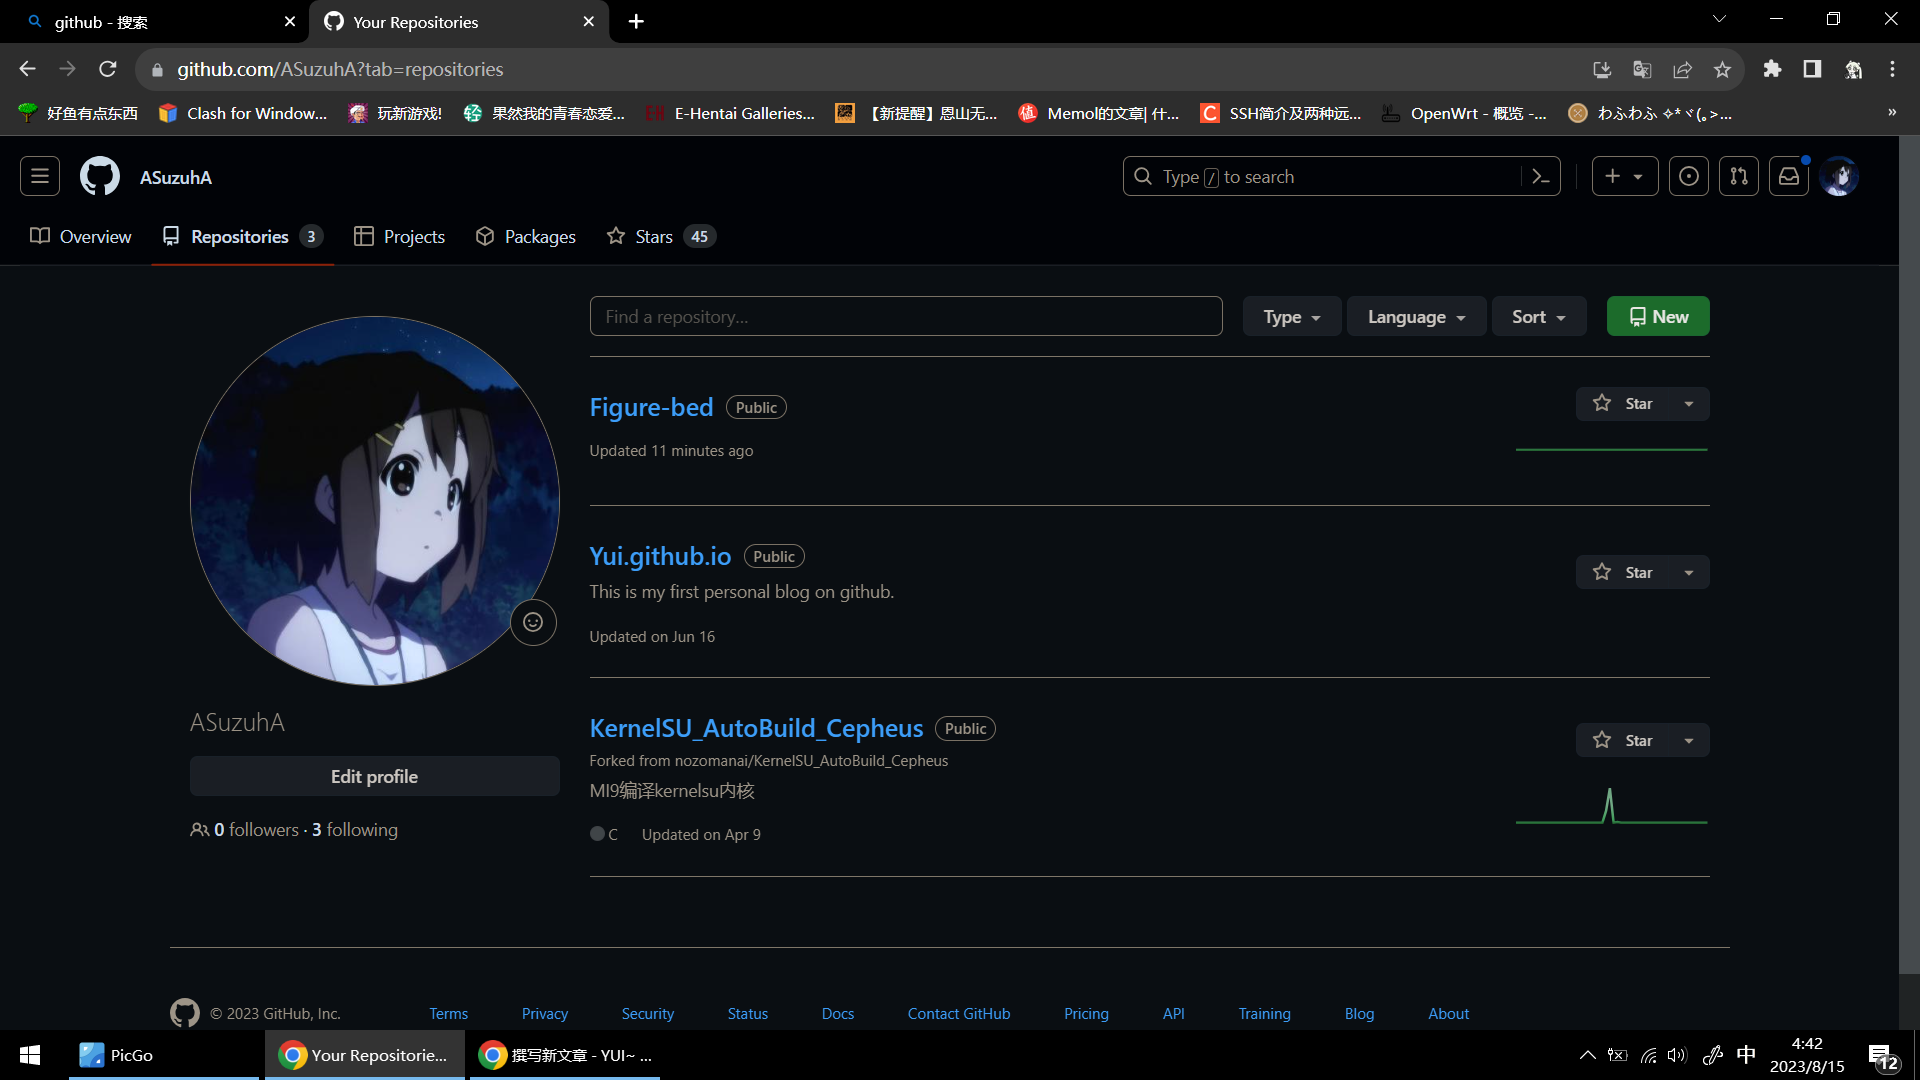 github - 搜索
Your Repositories
github.com/ASuzuhA?tab=repositories
好鱼有点东西
Clash for Window...
玩新游戏!
果然我的青春恋爱...
EH
E-Hentai Galleries...
【新提醒】恩山无...
值
Memol的文章| 什...
C
SSH简介及两种远...
OpenWrt - 概览 -...
わふわふ ✧*ヾ(｡>...
»
ASuzuhA
Type / to search
Overview
Repositories 3
Projects
Packages
Stars 45
Find a repository...
Type
Language
Sort
New
Figure-bed Public
Star
Updated 11 minutes ago
Yui.github.io Public
Star
This is my first personal blog on github.
Updated on Jun 16
KernelSU_AutoBuild_Cepheus Public
Star
Forked from nozomanai/KernelSU_AutoBuild_Cepheus
MI9编译kernelsu内核
C Updated on Apr 9
ASuzuhA
Edit profile
0 followers · 3 following
© 2023 GitHub, Inc.
Terms
Privacy
Security
Status
Docs
Contact GitHub
Pricing
API
Training
Blog
About
PicGo
Your Repositorie...
撰写新文章 - YUI~ ...
中
4:42
2023/8/15
12